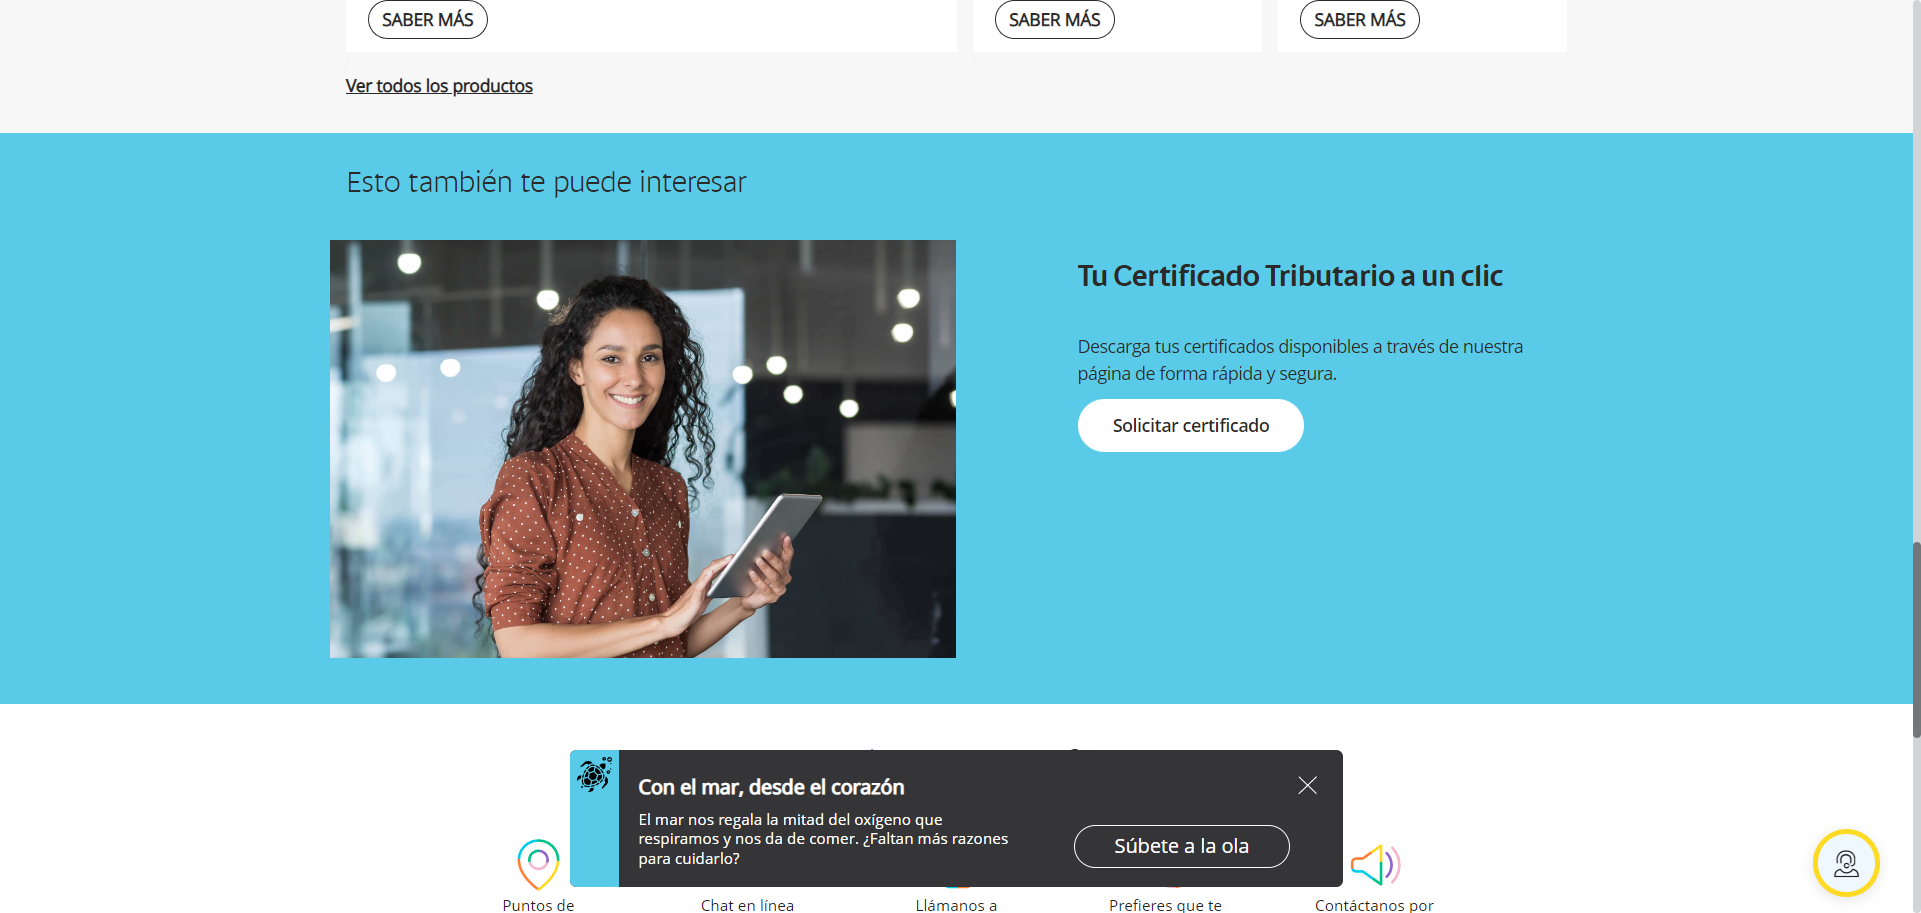 SABER MÁS
SABER MÁS
SABER MÁS
Ver todos los productos
Esto también te puede interesar
Tu Certificado Tributario a un clic
Descarga tus certificados disponibles a través de nuestra
página de forma rápida y segura.
Solicitar certificado
Con el mar, desde el corazón
El mar nos regala la mitad del oxígeno que
respiramos y nos da de comer. ¿Faltan más razones
para cuidarlo?
Súbete a la ola
Puntos de
Chat en línea
Llámanos a
Prefieres que te
Contáctanos por